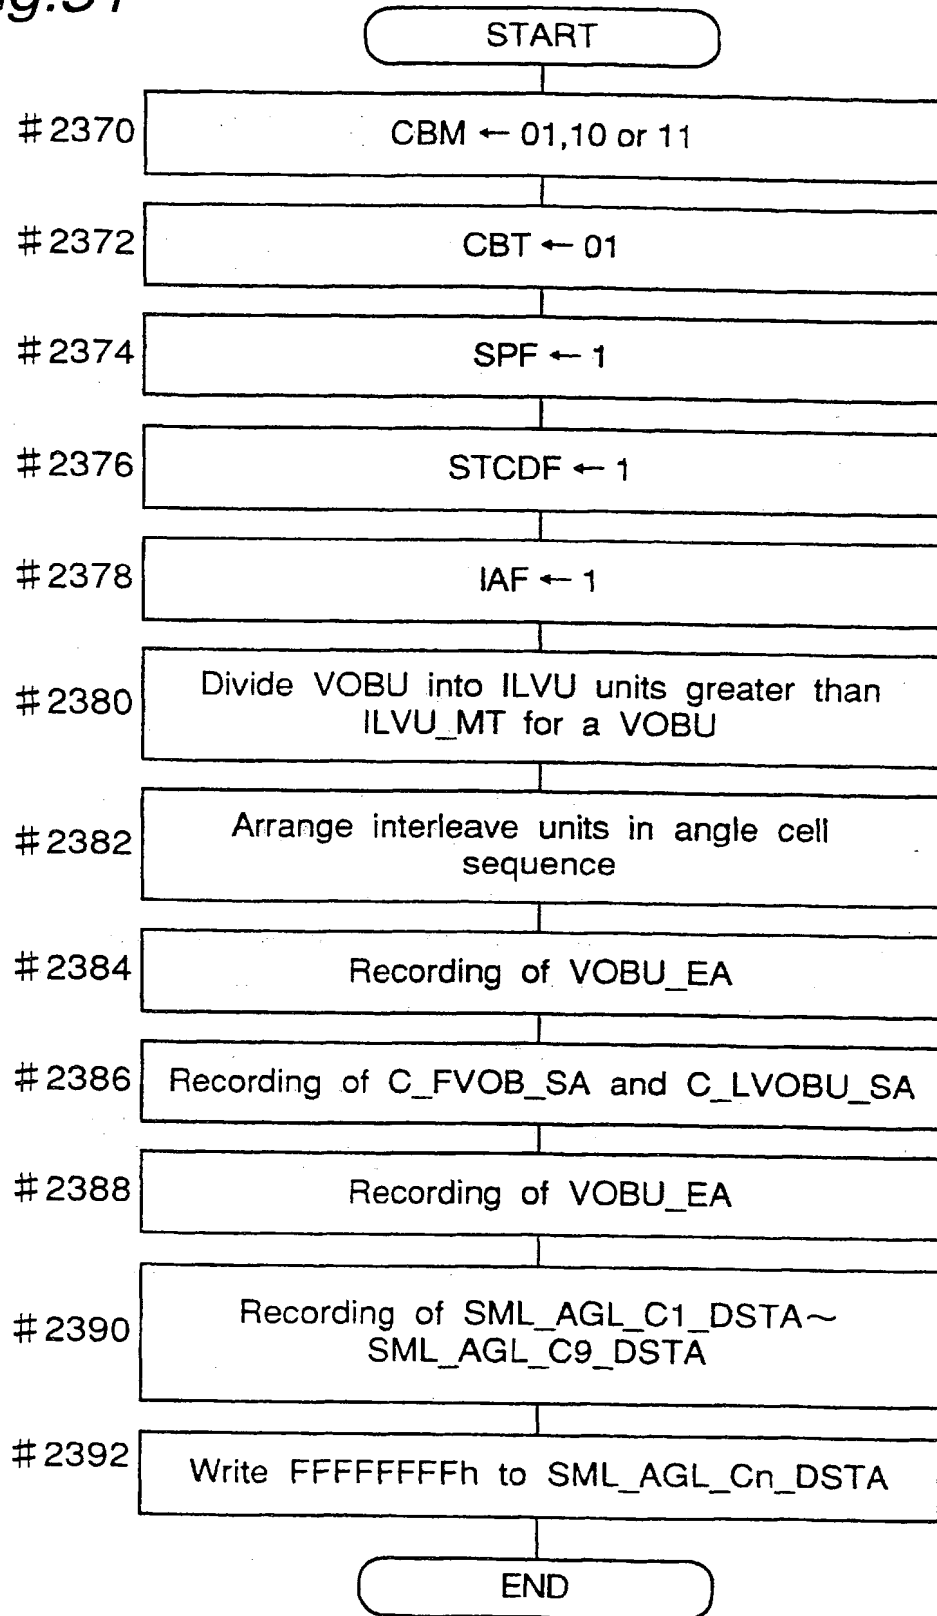 g.51
START
#2370
CBM ← 01,10 or 11
#2372
CBT ← 01
#2374
SPF ← 1
#2376
STCDF ← 1
#2378
IAF ← 1
#2380
Divide VOBU into ILVU units greater than
ILVU_MT for a VOBU
#2382
Arrange interleave units in angle cell
sequence
#2384
Recording of VOBU_EA
#2386
Recording of C_FVOB_SA and C_LVOBU_SA
#2388
Recording of VOBU_EA
#2390
Recording of SML_AGL_C1_DSTA~
SML_AGL_C9_DSTA
#2392
Write FFFFFFFFh to SML_AGL_Cn_DSTA
END